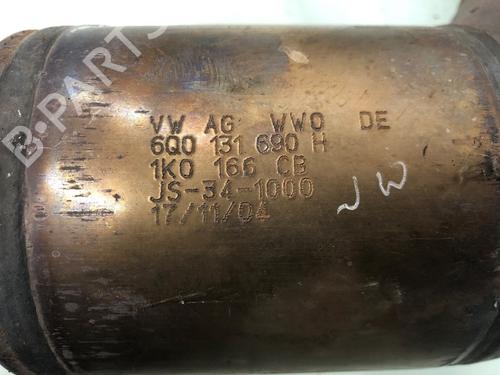 B-PARTS
VW AG WWO DE
6Q0 131 690 H
1K0 166 CB
JS-34-1000
17/11/04
JW